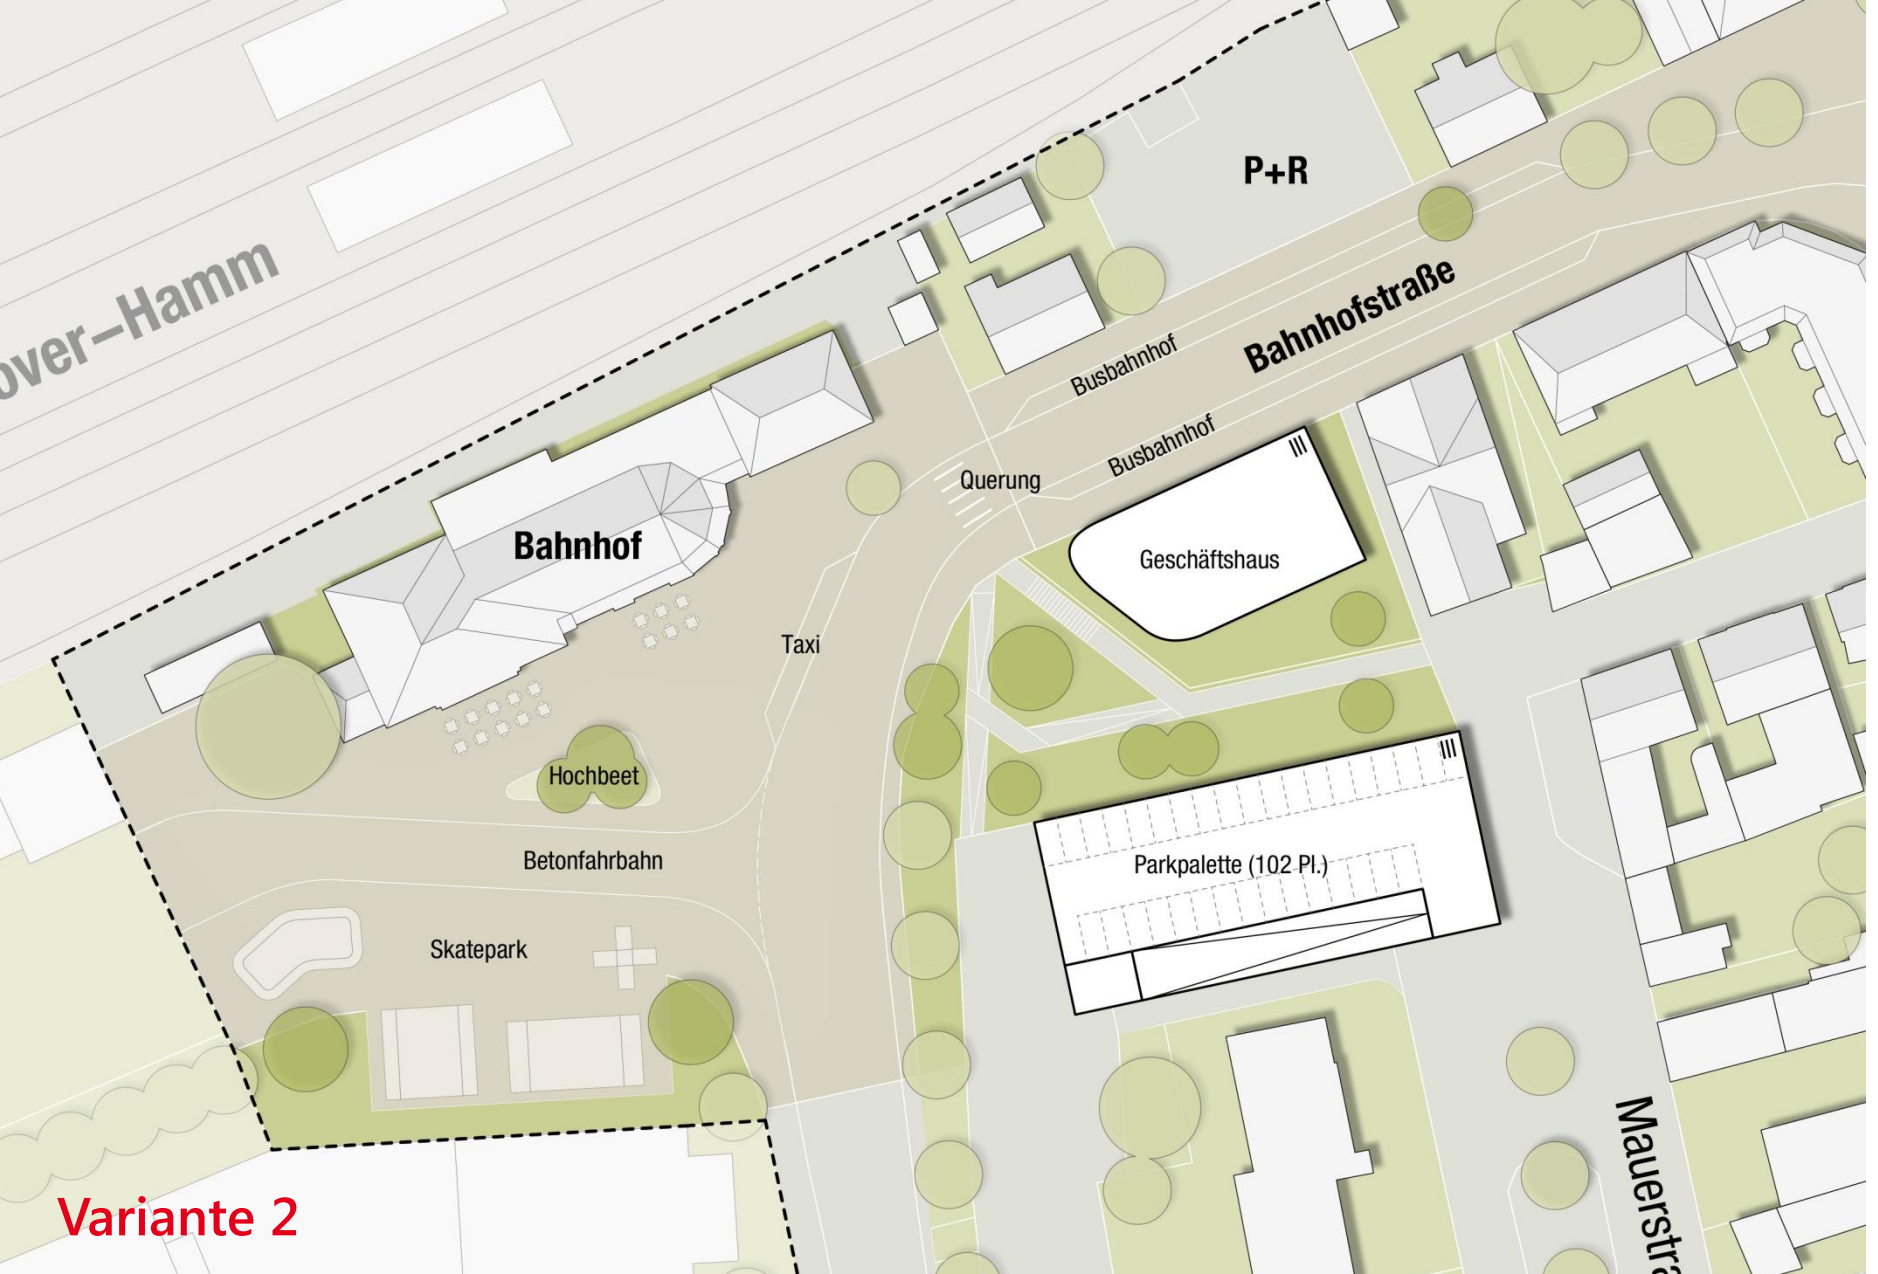 P+R
over–Hamm
Bahnhofstraße
Busbahnhof
Busbahnhof
Querung
Bahnhof
Geschäftshaus
Taxi
Hochbeet
Betonfahrbahn
Parkpalette (102 Pl.)
Skatepark
Mauerstra
Variante 2